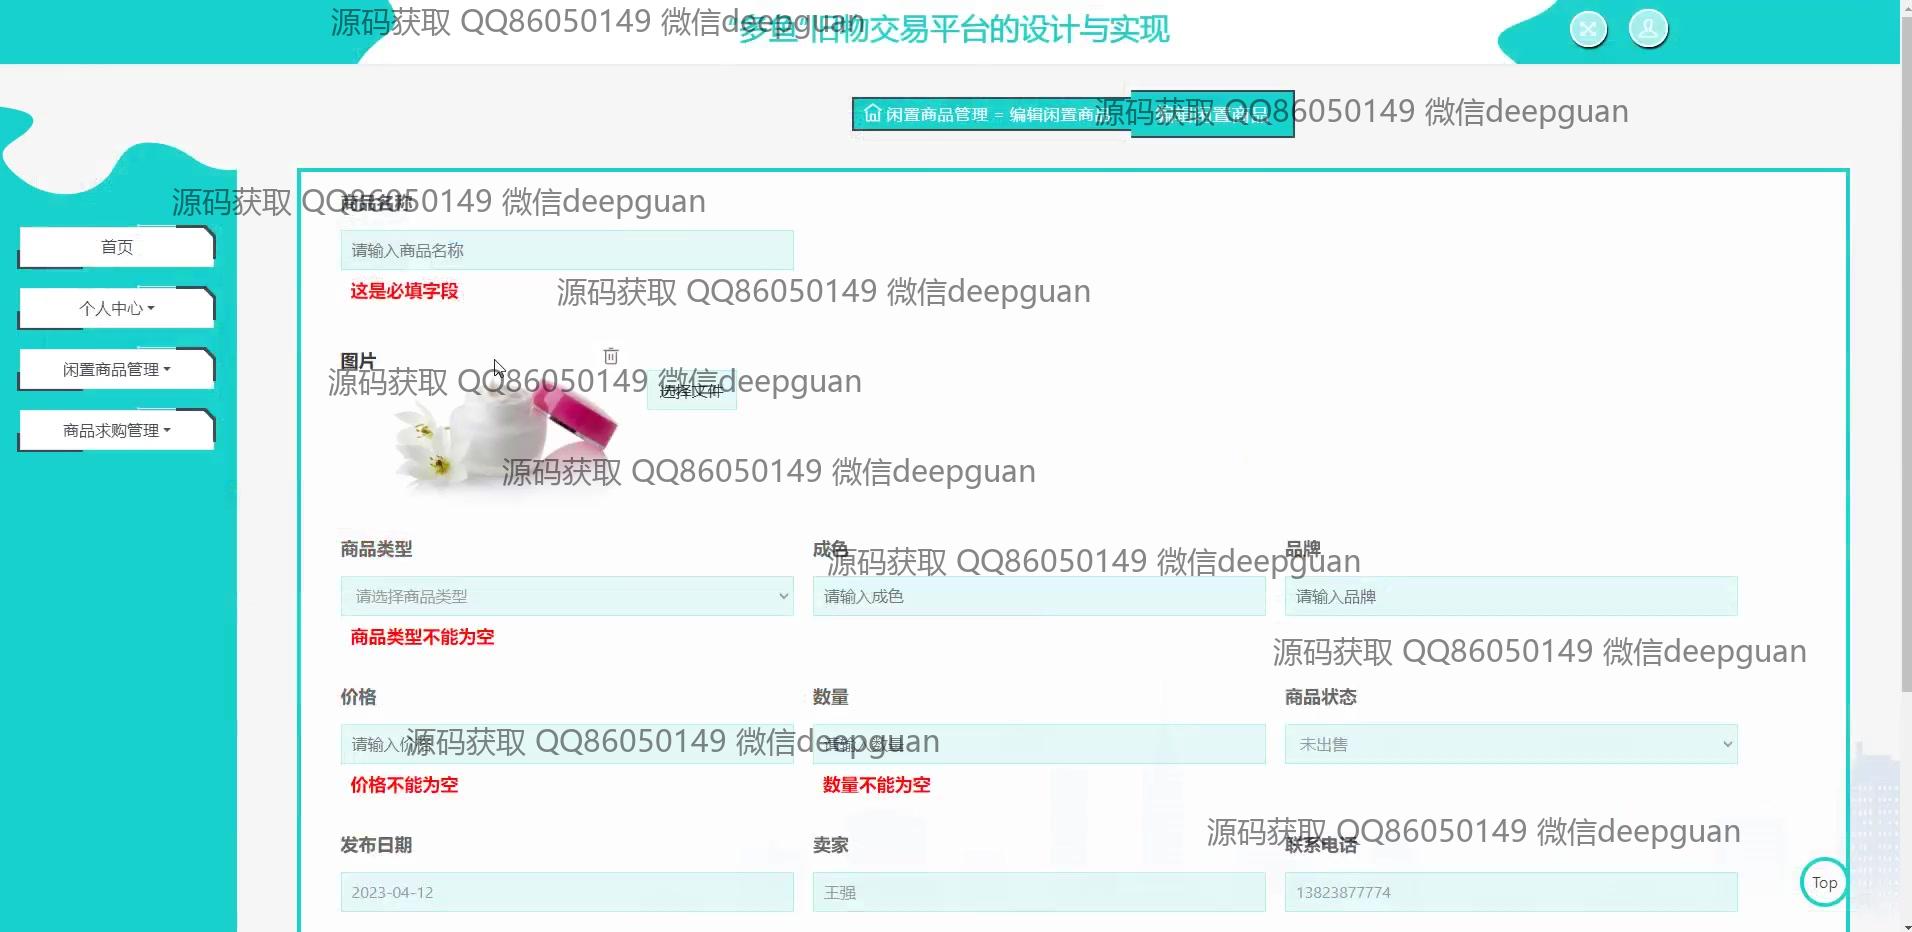 "多鱼"旧物交易平台的设计与实现
源码获取 QQ86050149 微信deepguan
闲置商品管理 = 编辑闲置商品
编辑闲置商品
源码获取 QQ86050149 微信deepguan
源码获取 QQ86050149 微信deepguan
商品名称
首页
请输入商品名称
这是必填字段
源码获取 QQ86050149 微信deepguan
个人中心
闲置商品管理
商品求购管理
图片
源码获取 QQ86050149 微信deepguan
选择文件
源码获取 QQ86050149 微信deepguan
商品类型
成色
品牌
源码获取 QQ86050149 微信deepguan
请选择商品类型
请输入成色
请输入品牌
商品类型不能为空
源码获取 QQ86050149 微信deepguan
价格
数量
商品状态
请输入价格
请输入数量
未出售
源码获取 QQ86050149 微信deepguan
价格不能为空
数量不能为空
源码获取 QQ86050149 微信deepguan
发布日期
卖家
联系电话
2023-04-12
王强
13823877774
Top